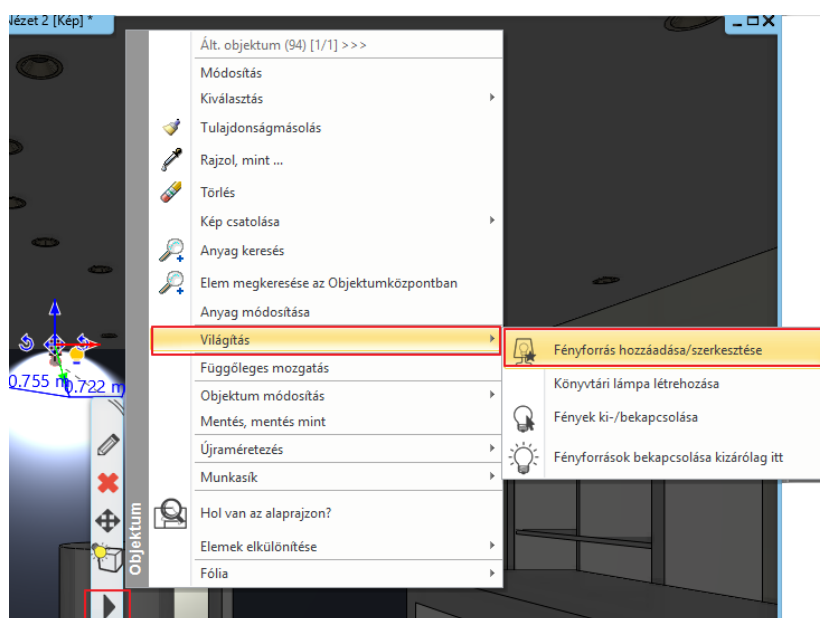 Nézet 2 [Kép] *
Ált. objektum (94) [1/1] >>>
Módosítás
Kiválasztás
Tulajdonságmásolás
Rajzol, mint ...
Törlés
Kép csatolása
Anyag keresés
Elem megkeresése az Objektumközpontban
Anyag módosítása
Világítás
Fényforrás hozzáadása/szerkesztése
Függőleges mozgatás
Könyvtári lámpa létrehozása
Objektum módosítás
Mentés, mentés mint
Fények ki-/bekapcsolása
Újraméretezés
Fényforrások bekapcsolása kizárólag itt
Munkasík
Hol van az alaprajzon?
Elemek elkülönítése
Fólia
Objektum
0.755 m
0.722 m